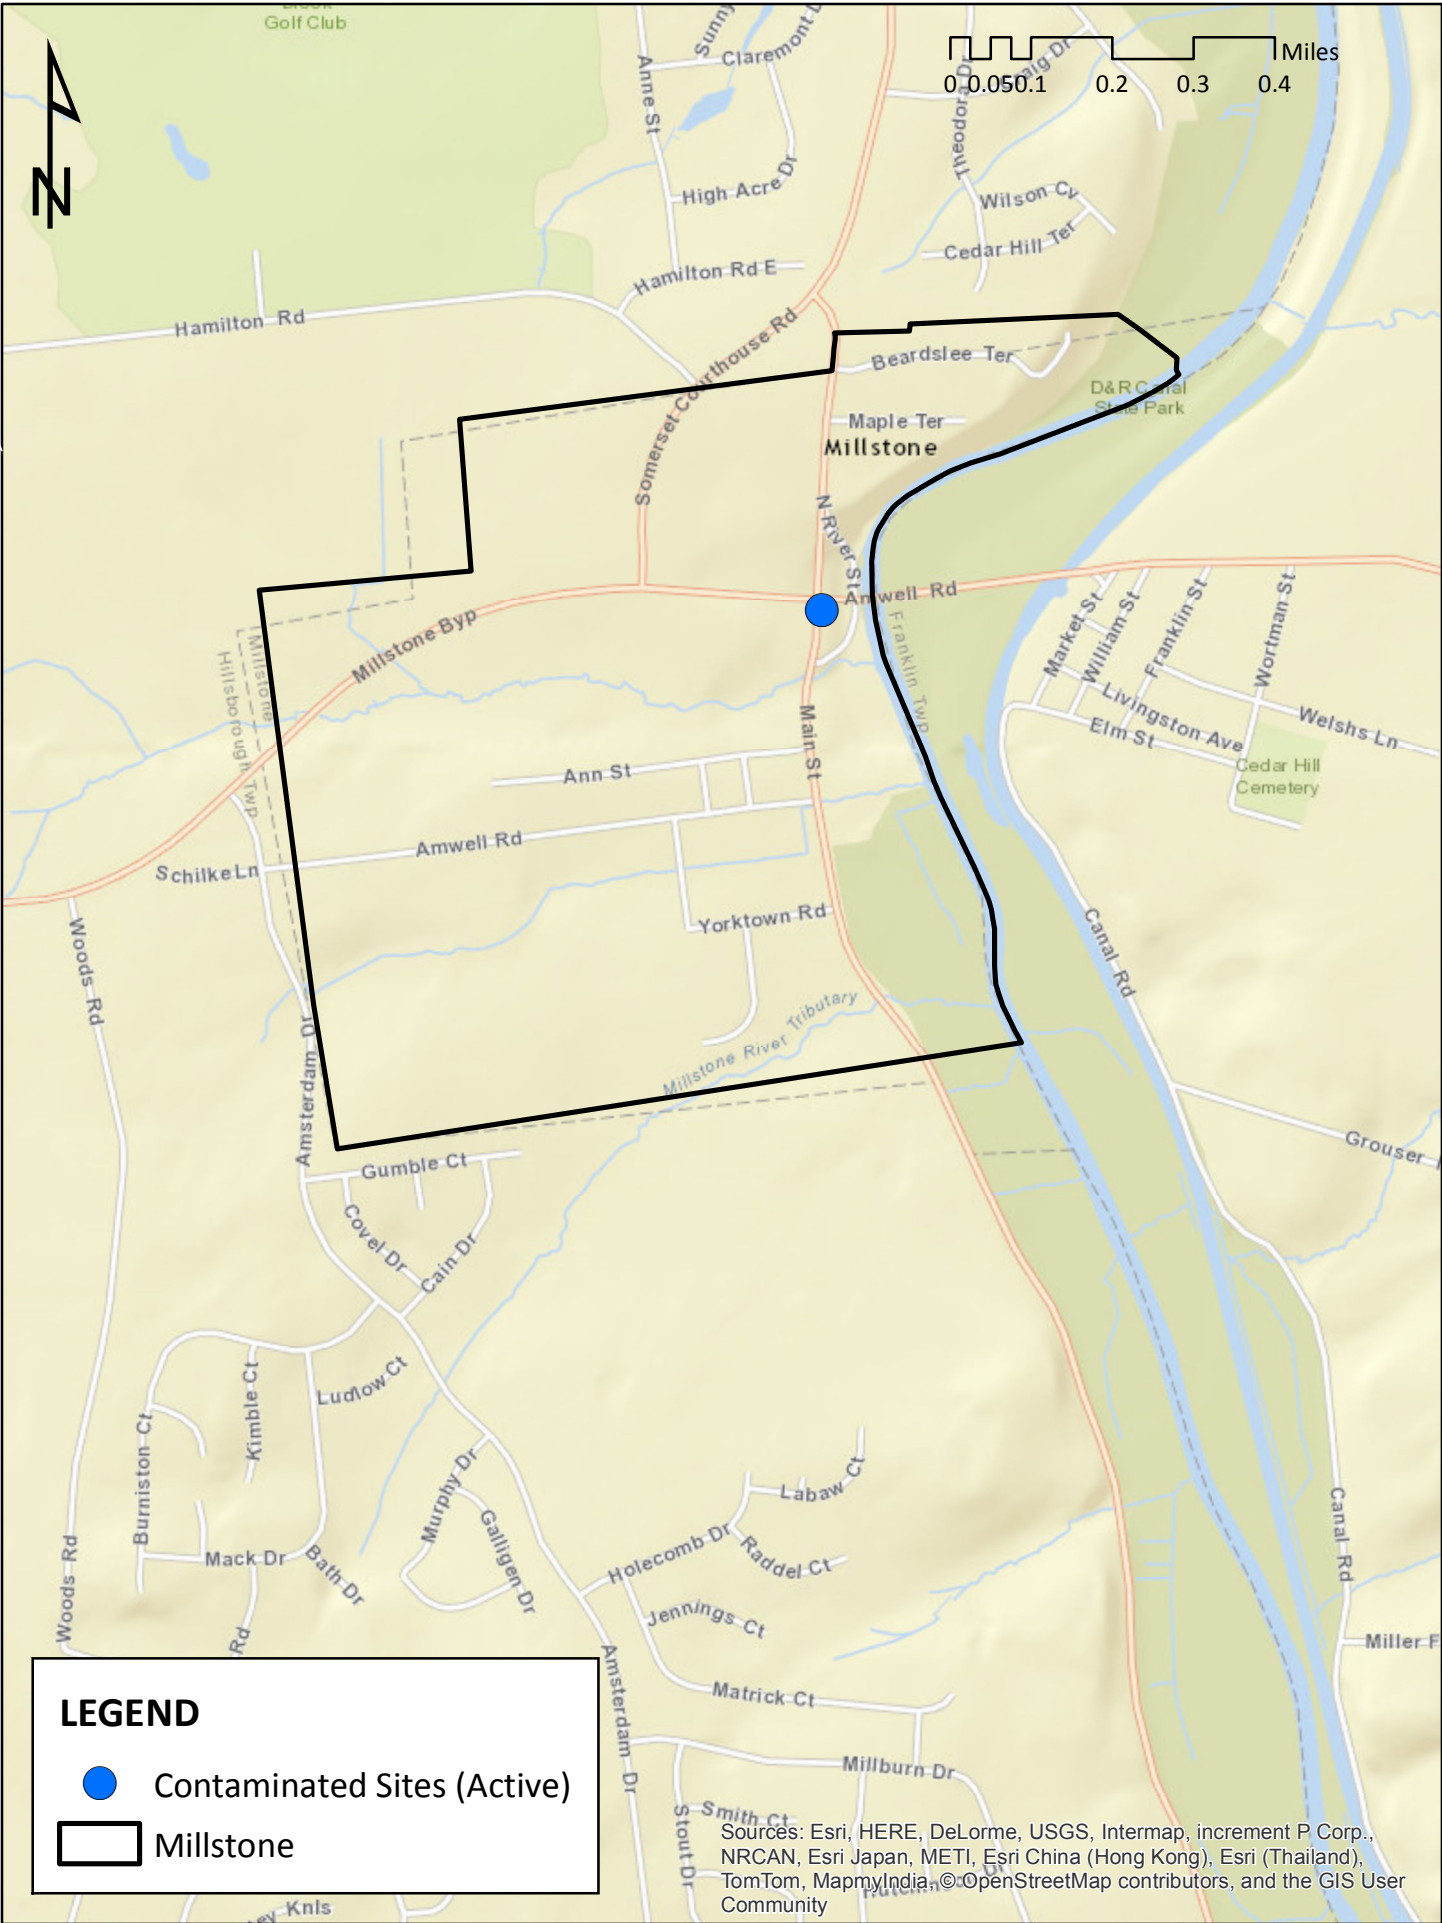 Golf Club
Sunny
Claremont
Anne St
High Acre Dr
Hamilton Rd E
Hamilton Rd
Theodora Dr
Craig Dr
Wilson Cv
Cedar Hill Ter
Miles
0 0.05 0.1 0.2 0.3 0.4
N
Somerset Courthouse Rd
Beardslee Ter
D&R Canal
State Park
Maple Ter
Millstone
N River St
Amwell Rd
Franklin Twp
Millstone Byp
Millstone
Hillsborough Twp
Market St
William St
Franklin St
Wortman St
Livingston Ave
Welshs Ln
Elm St
Cedar Hill
Cemetery
Main St
Ann St
Amwell Rd
Schilke Ln
Woods Rd
Yorktown Rd
Canal Rd
Millstone River Tributary
Amsterdam Dr
Gumble Ct
Covel Dr
Cain Dr
Grouser
Ludlow Ct
Kimble Ct
Burniston Ct
Murphy Dr
Galligen Dr
Labaw Ct
Holecomb Dr
Raddel Ct
Canal Rd
Mack Dr
Bath Dr
Woods Rd
Rd
Jennings Ct
Miller F
Amsterdam Dr
Matrick Ct
Millburn Dr
Smith Ct
Stout Dr
LEGEND
Contaminated Sites (Active)
Millstone
Knls
Sources: Esri, HERE, DeLorme, USGS, Intermap, increment P Corp.,
NRCAN, Esri Japan, METI, Esri China (Hong Kong), Esri (Thailand),
TomTom, MapmyIndia, © OpenStreetMap contributors, and the GIS User
Community